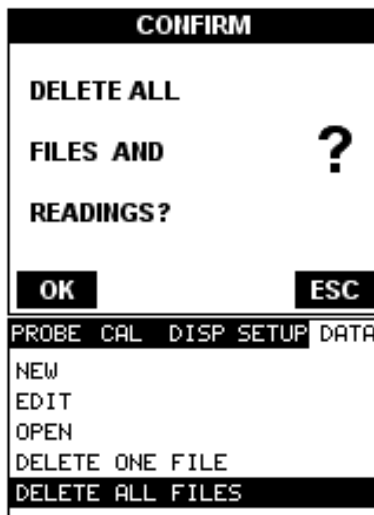 CONFIRM
DELETE ALL
FILES AND
?
READINGS?
OK ESC
PROBE CAL DISP SETUP DATA
NEW
EDIT
OPEN
DELETE ONE FILE
DELETE ALL FILES